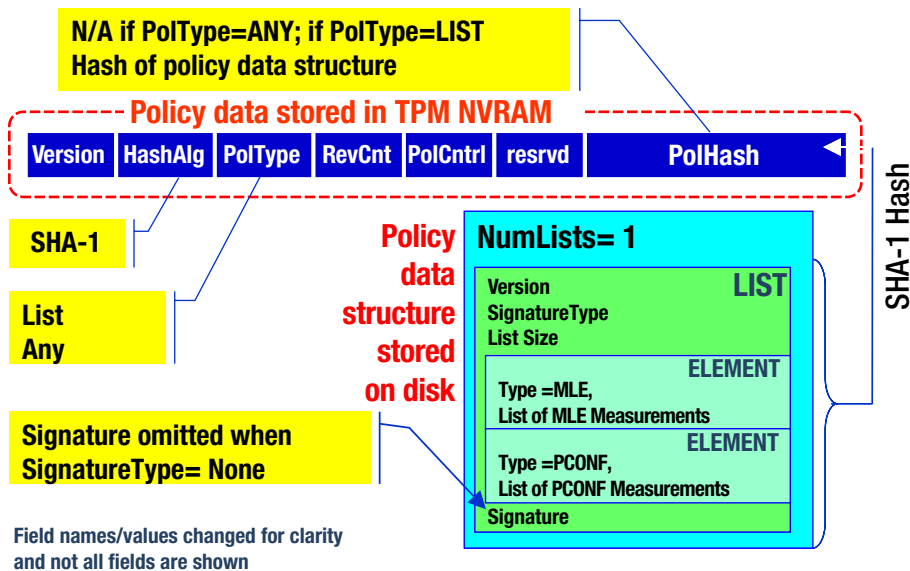 N/A if PolType=ANY; if PolType=LIST
Hash of policy data structure
Policy data stored in TPM NVRAM
Version HashAlg PolType RevCnt PolCntrl resrvd PolHash
SHA-1 Hash
SHA-1
List
Any
Policy
data
structure
stored
on disk
NumLists= 1
LIST
Version
SignatureType
List Size
ELEMENT
Type =MLE,
List of MLE Measurements
ELEMENT
Type =PCONF,
List of PCONF Measurements
Signature
Signature omitted when
SignatureType= None
Field names/values changed for clarity
and not all fields are shown